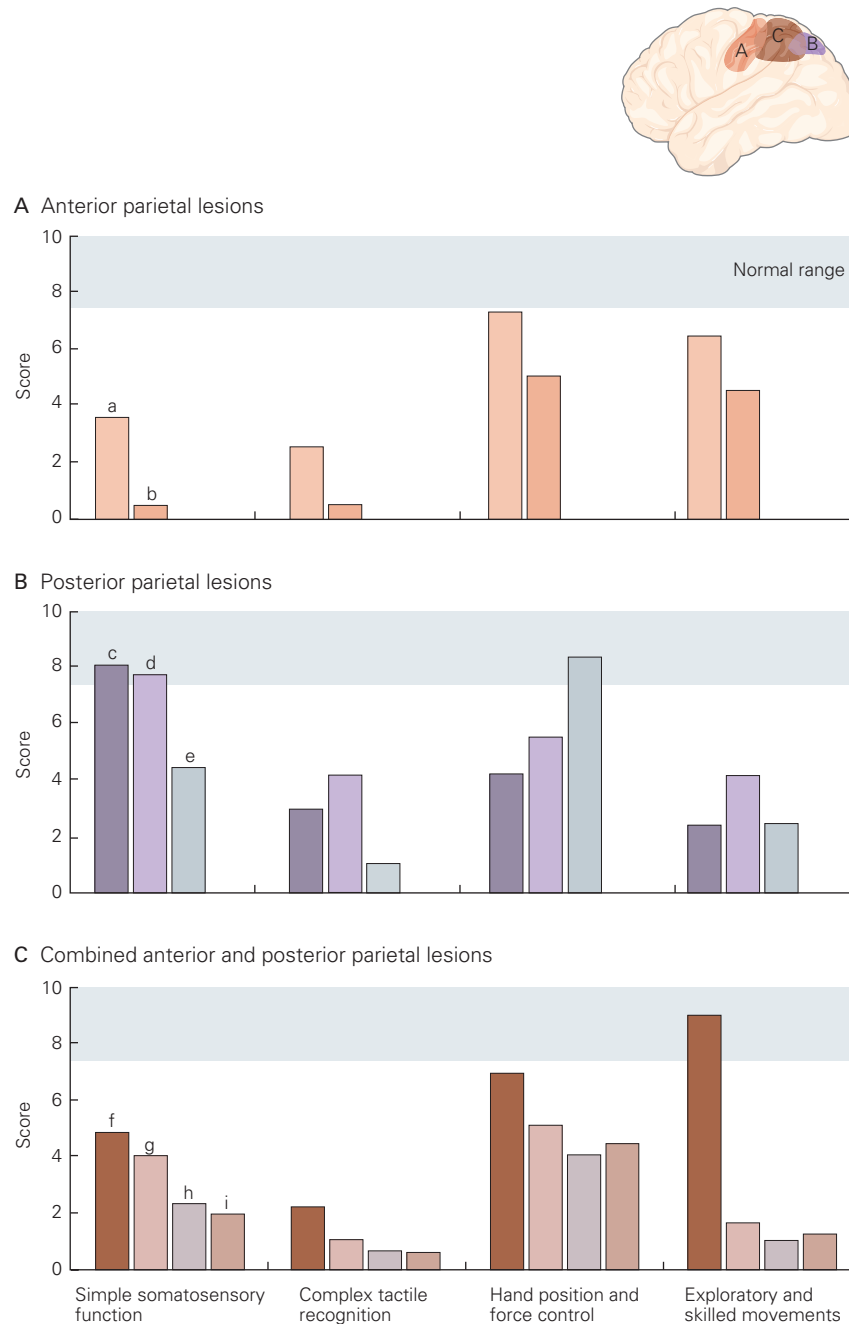 A C B
A Anterior parietal lesions
10
Normal range
8
6
Score
4
a
2
b
0
B Posterior parietal lesions
10
c d
8
6
Score
e
4
2
0
C Combined anterior and posterior parietal lesions
10
8
6
Score
f
g
4
h
i
2
0
Simple somatosensory
function
Complex tactile
recognition
Hand position and
force control
Exploratory and
skilled movements